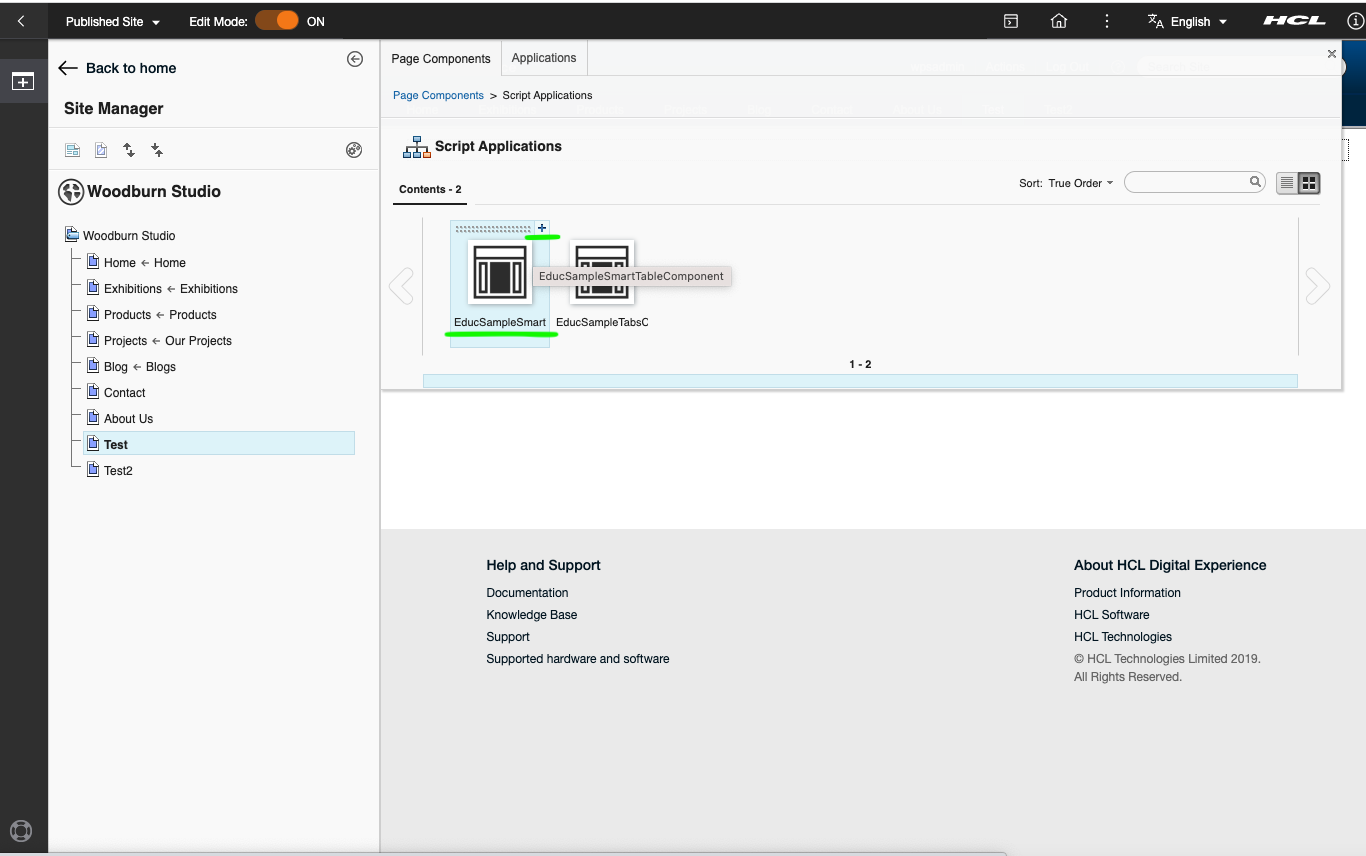 Published Site
Edit Mode: ON
English
HCL
Back to home
Site Manager
Woodburn Studio
Woodburn Studio
Home ← Home
Exhibitions ← Exhibitions
Products ← Products
Projects ← Our Projects
Blog ← Blogs
Contact
About Us
Test
Test2
Page Components
Applications
Page Components > Script Applications
Script Applications
Contents - 2
Sort: True Order
EducSampleSmartTableComponent
EducSampleSmart
EducSampleTabsC
1 - 2
Help and Support
Documentation
Knowledge Base
Support
Supported hardware and software
About HCL Digital Experience
Product Information
HCL Software
HCL Technologies
© HCL Technologies Limited 2019.
All Rights Reserved.